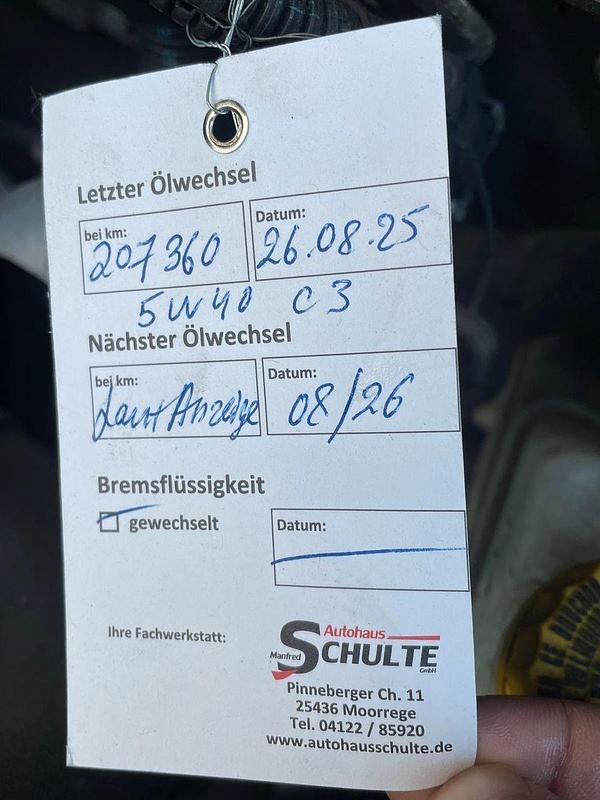 Letzter Ölwechsel
bei km: Datum:
207360 26.08.25
5W40 C3
Nächster Ölwechsel
bei km: Datum:
Laut Anzeige 08/26
Bremsflüssigkeit
gewechselt Datum:
Ihre Fachwerkstatt:
Autohaus
Manfred SCHULTE GmbH
Pinneberger Ch. 11
25436 Moorrege
Tel. 04122 / 85920
www.autohausschulte.de